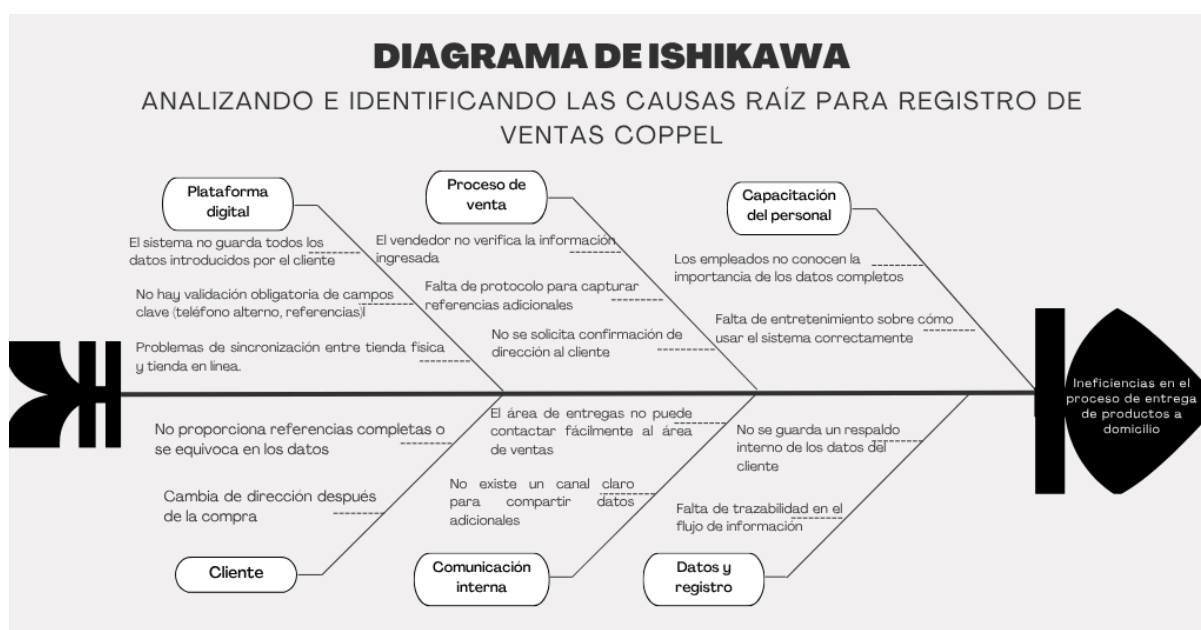 DIAGRAMA DE ISHIKAWA
ANALIZANDO E IDENTIFICANDO LAS CAUSAS RAÍZ PARA REGISTRO DE
VENTAS COPPEL
Plataforma
digital
El sistema no guarda todos los
datos introducidos por el cliente
No hay validación obligatoria de campos
clave (teléfono alterno, referencias)l
Problemas de sincronización entre tienda física
y tienda en línea.
Proceso de
venta
El vendedor no verifica la información
ingresada
Falta de protocolo para capturar
referencias adicionales
No se solicita confirmación de
dirección al cliente
Capacitación
del personal
Los empleados no conocen la
importancia de los datos completos
Falta de entretenimiento sobre cómo
usar el sistema correctamente
Ineficiencias en el
proceso de entrega
de productos a
domicilio
No proporciona referencias completas o
se equivoca en los datos
Cambia de dirección después
de la compra
Cliente
El área de entregas no puede
contactar fácilmente al área
de ventas
No existe un canal claro
para compartir datos
adicionales
Comunicación
interna
No se guarda un respaldo
interno de los datos del
cliente
Falta de trazabilidad en el
flujo de información
Datos y
registro